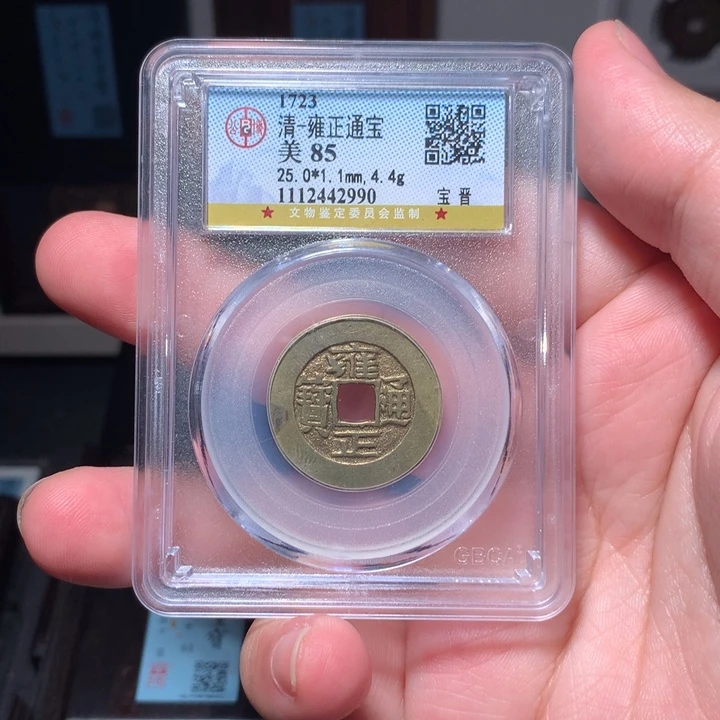 1723
清-雍正通宝
美 85
25.0*1.1mm,4.4g
1112442990 宝晋
★ 文物鉴定委员会监制 ★
雍
寶 通
正
GBCA